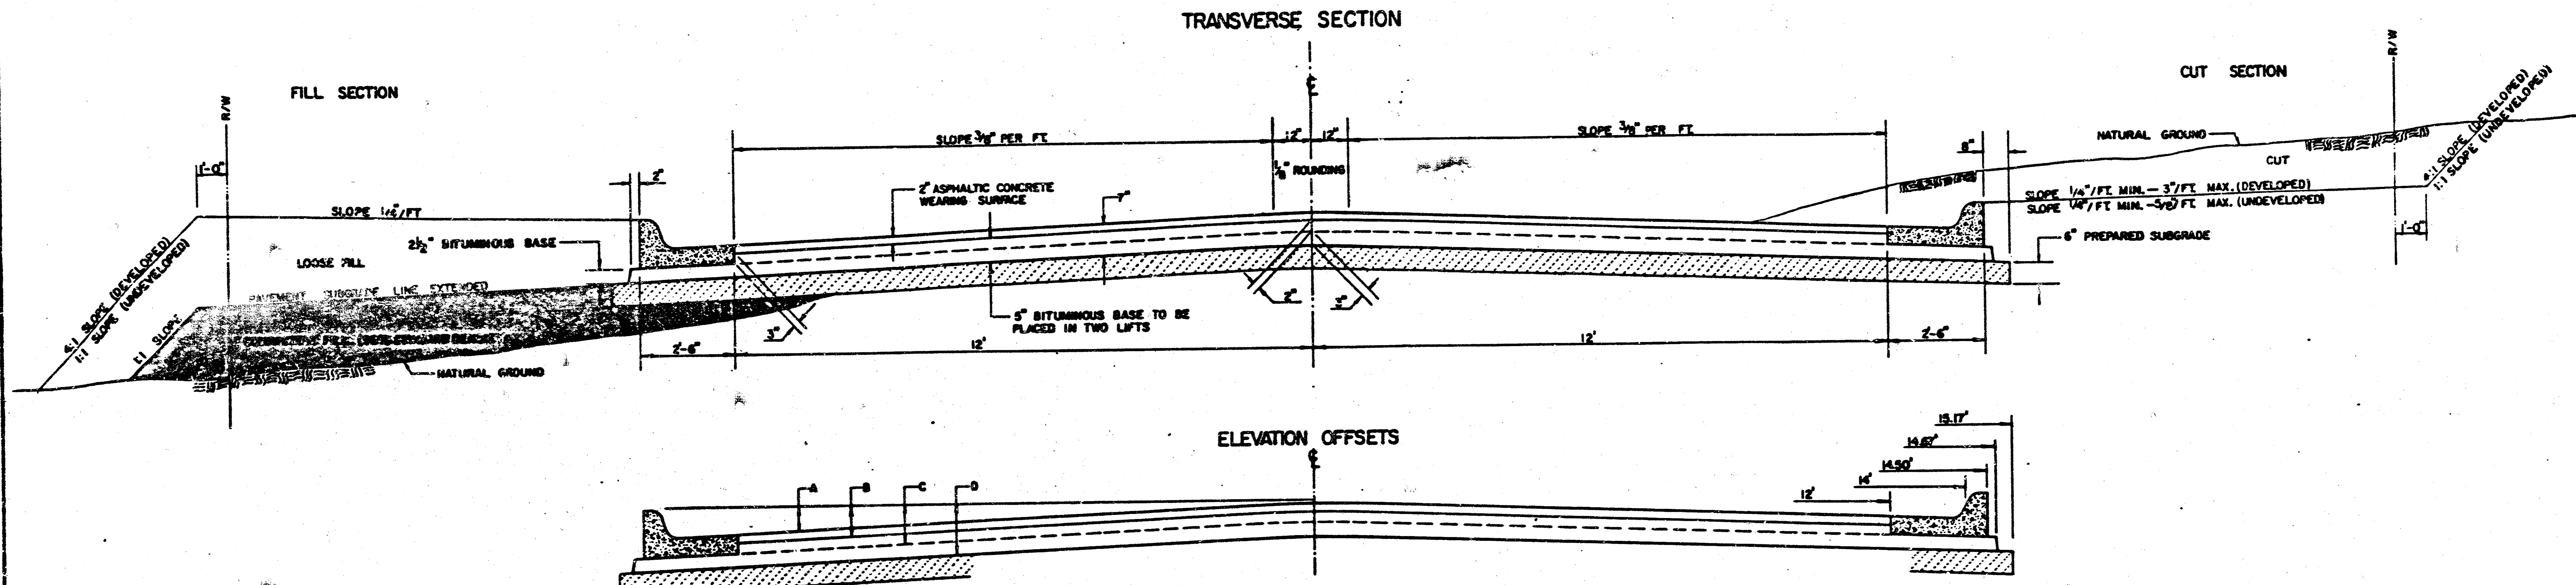 TRANSVERSE SECTION
FILL SECTION
CUT SECTION
R/W
R/W
℄
SLOPE 3/8" PER FT.
12"
12"
SLOPE 3/8" PER FT.
8"
NATURAL GROUND
CUT
4:1 SLOPE (DEVELOPED)
1:1 SLOPE (UNDEVELOPED)
1'-0"
2"
1/8" ROUNDING
2" ASPHALTIC CONCRETE
WEARING SURFACE
7"
SLOPE 1/4"/FT
SLOPE 1/4"/FT. MIN. - 3"/FT. MAX. (DEVELOPED)
SLOPE 1/4"/FT. MIN. - 5/8"/FT. MAX. (UNDEVELOPED)
1'-0"
2½" BITUMINOUS BASE
6" PREPARED SUBGRADE
LOOSE FILL
PAVEMENT SUBGRADE LINE EXTENDED
4:1 SLOPE (DEVELOPED)
1:1 SLOPE (UNDEVELOPED)
1:1 SLOPE
3"
2"
5" BITUMINOUS BASE TO BE
PLACED IN TWO LIFTS
2'-6"
12'
12'
2'-6"
NATURAL GROUND
ELEVATION OFFSETS
℄
15.17'
14.67'
14.50'
14'
12'
A
B
C
D